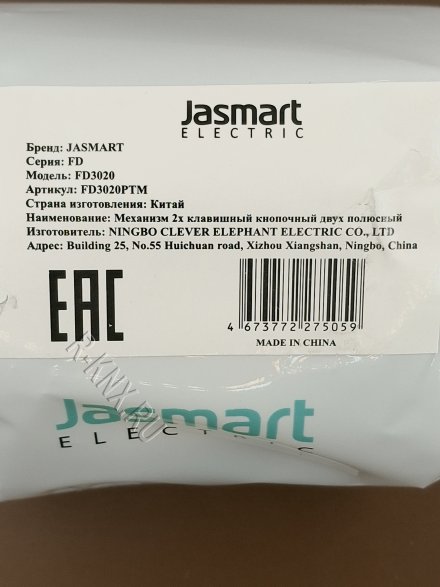 Jasmart
ELECTRIC
Бренд: JASMART
Серия: FD
Модель: FD3020
Артикул: FD3020PTM
Страна изготовления: Китай
Наименование: Механизм 2х клавишный кнопочный двух полюсный
Изготовитель: NINGBO CLEVER ELEPHANT ELECTRIC CO., LTD
Адрес: Building 25, No.55 Huichuan road, Xizhou Xiangshan, Ningbo, China
EAC
4 673772 275059
MADE IN CHINA
R-KNX.RU
Jasmart
ELECTRIC